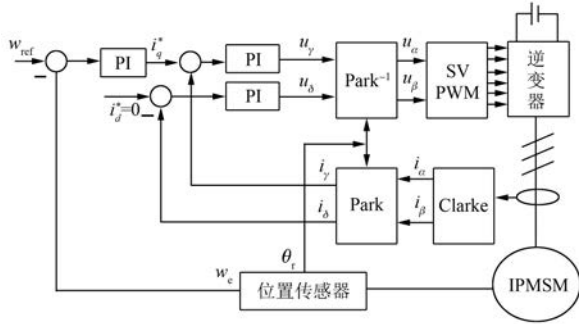 w_ref
PI
i_q^*
PI
u_γ
Park⁻¹
u_α
SV
PWM
逆变器
i_d^*=0
PI
u_δ
u_β
i_γ
Park
i_α
Clarke
i_δ
i_β
θ_r
w_e
位置传感器
IPMSM